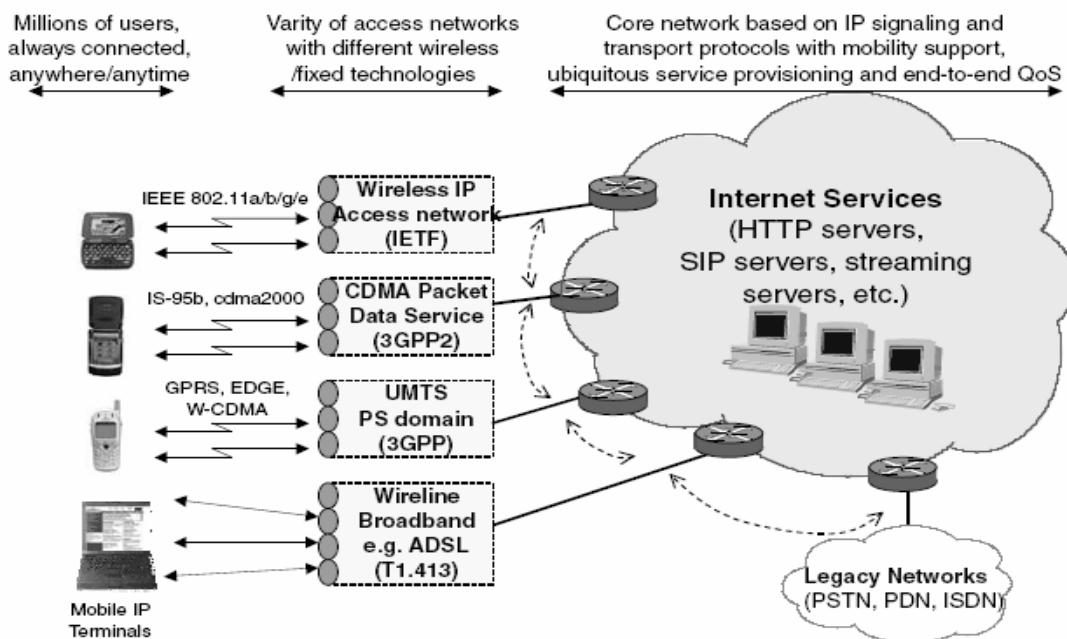 Millions of users,
always connected,
anywhere/anytime
Varity of access networks
with different wireless
/fixed technologies
Core network based on IP signaling and
transport protocols with mobility support,
ubiquitous service provisioning and end-to-end QoS
IEEE 802.11a/b/g/e
Wireless IP
Access network
(IETF)
IS-95b, cdma2000
CDMA Packet
Data Service
(3GPP2)
GPRS, EDGE,
W-CDMA
UMTS
PS domain
(3GPP)
Wireline
Broadband
e.g. ADSL
(T1.413)
Mobile IP
Terminals
Internet Services
(HTTP servers,
SIP servers, streaming
servers, etc.)
Legacy Networks
(PSTN, PDN, ISDN)